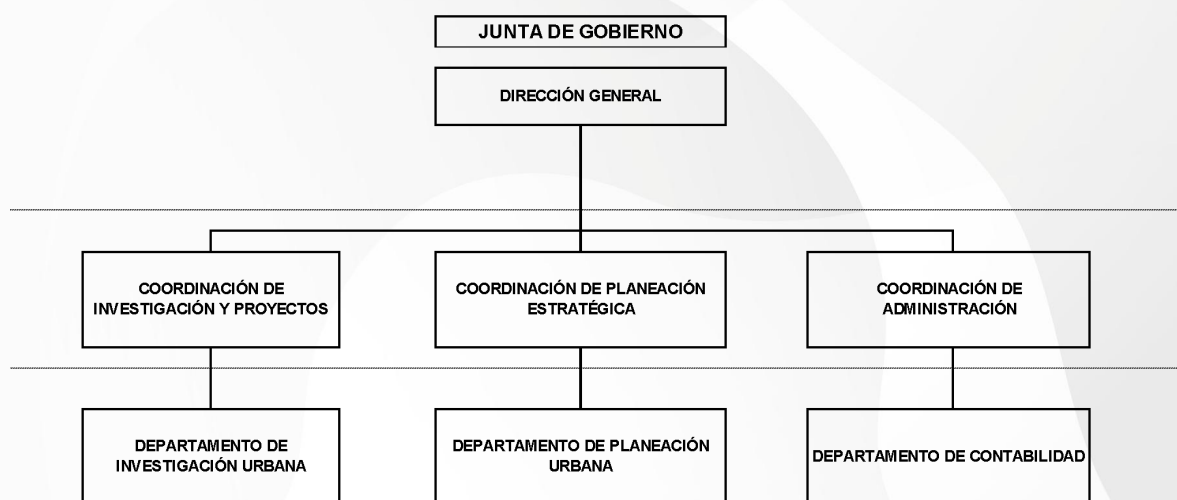 JUNTA DE GOBIERNO
DIRECCIÓN GENERAL
COORDINACIÓN DE
INVESTIGACIÓN Y PROYECTOS
COORDINACIÓN DE PLANEACIÓN
ESTRATÉGICA
COORDINACIÓN DE
ADMINISTRACIÓN
DEPARTAMENTO DE
INVESTIGACIÓN URBANA
DEPARTAMENTO DE PLANEACIÓN
URBANA
DEPARTAMENTO DE CONTABILIDAD